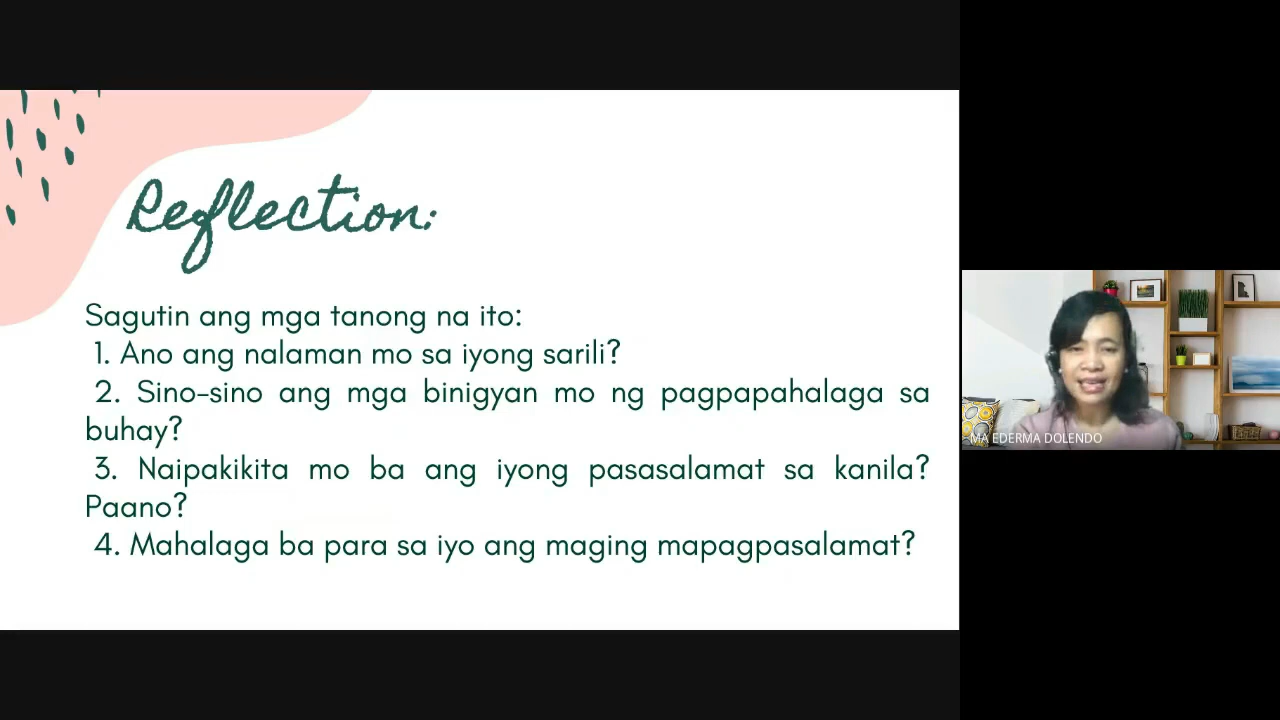 Reflection:
Sagutin ang mga tanong na ito:
1. Ano ang nalaman mo sa iyong sarili?
2. Sino-sino ang mga binigyan mo ng pagpapahalaga sa
buhay?
3. Naipakikita mo ba ang iyong pasasalamat sa kanila?
Paano?
4. Mahalaga ba para sa iyo ang maging mapagpasalamat?
MA EDERMA DOLENDO